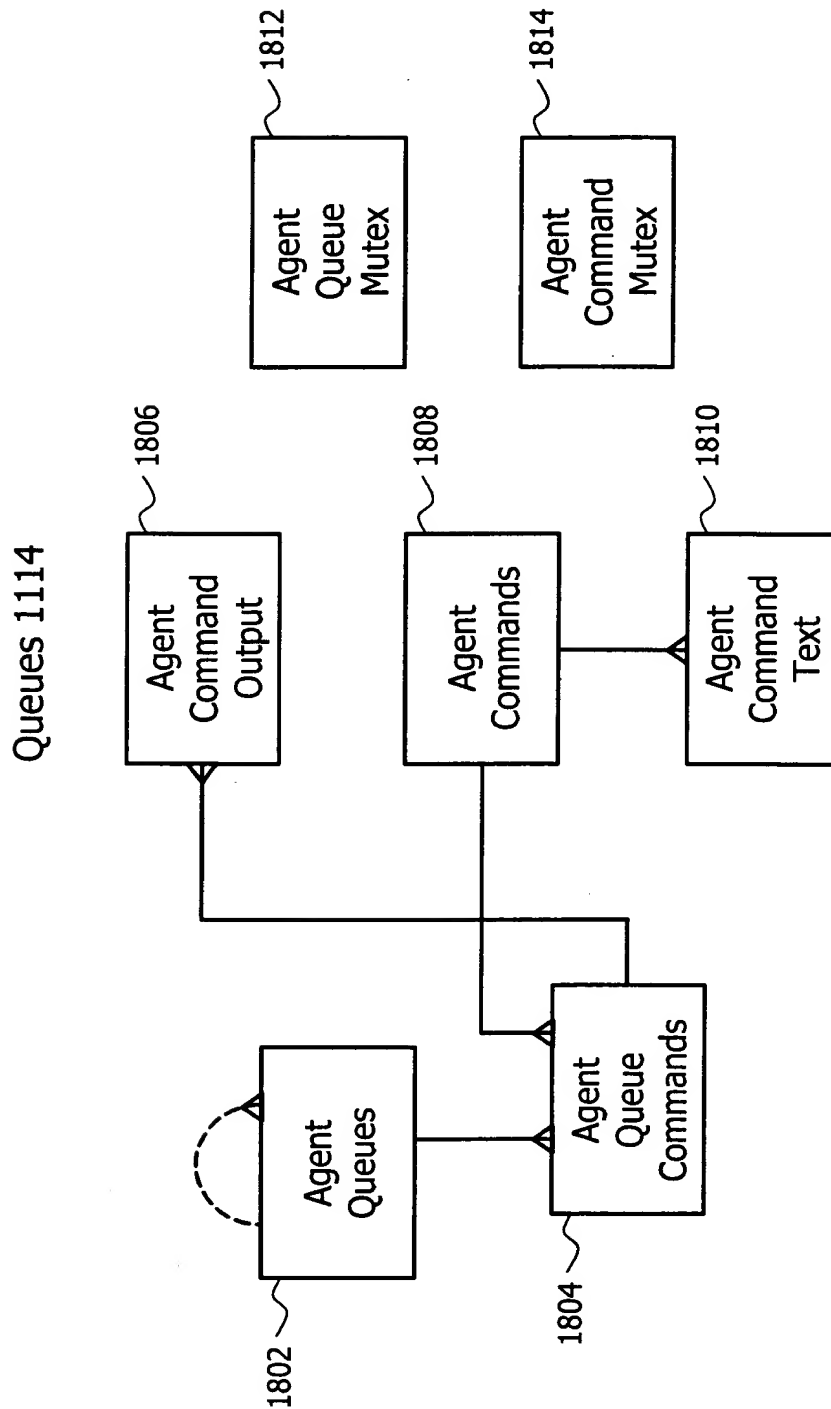 Queues 1114
1802
Agent
Queues
1804
Agent
Queue
Commands
1806
Agent
Command
Output
1808
Agent
Commands
1810
Agent
Command
Text
1812
Agent
Queue
Mutex
1814
Agent
Command
Mutex